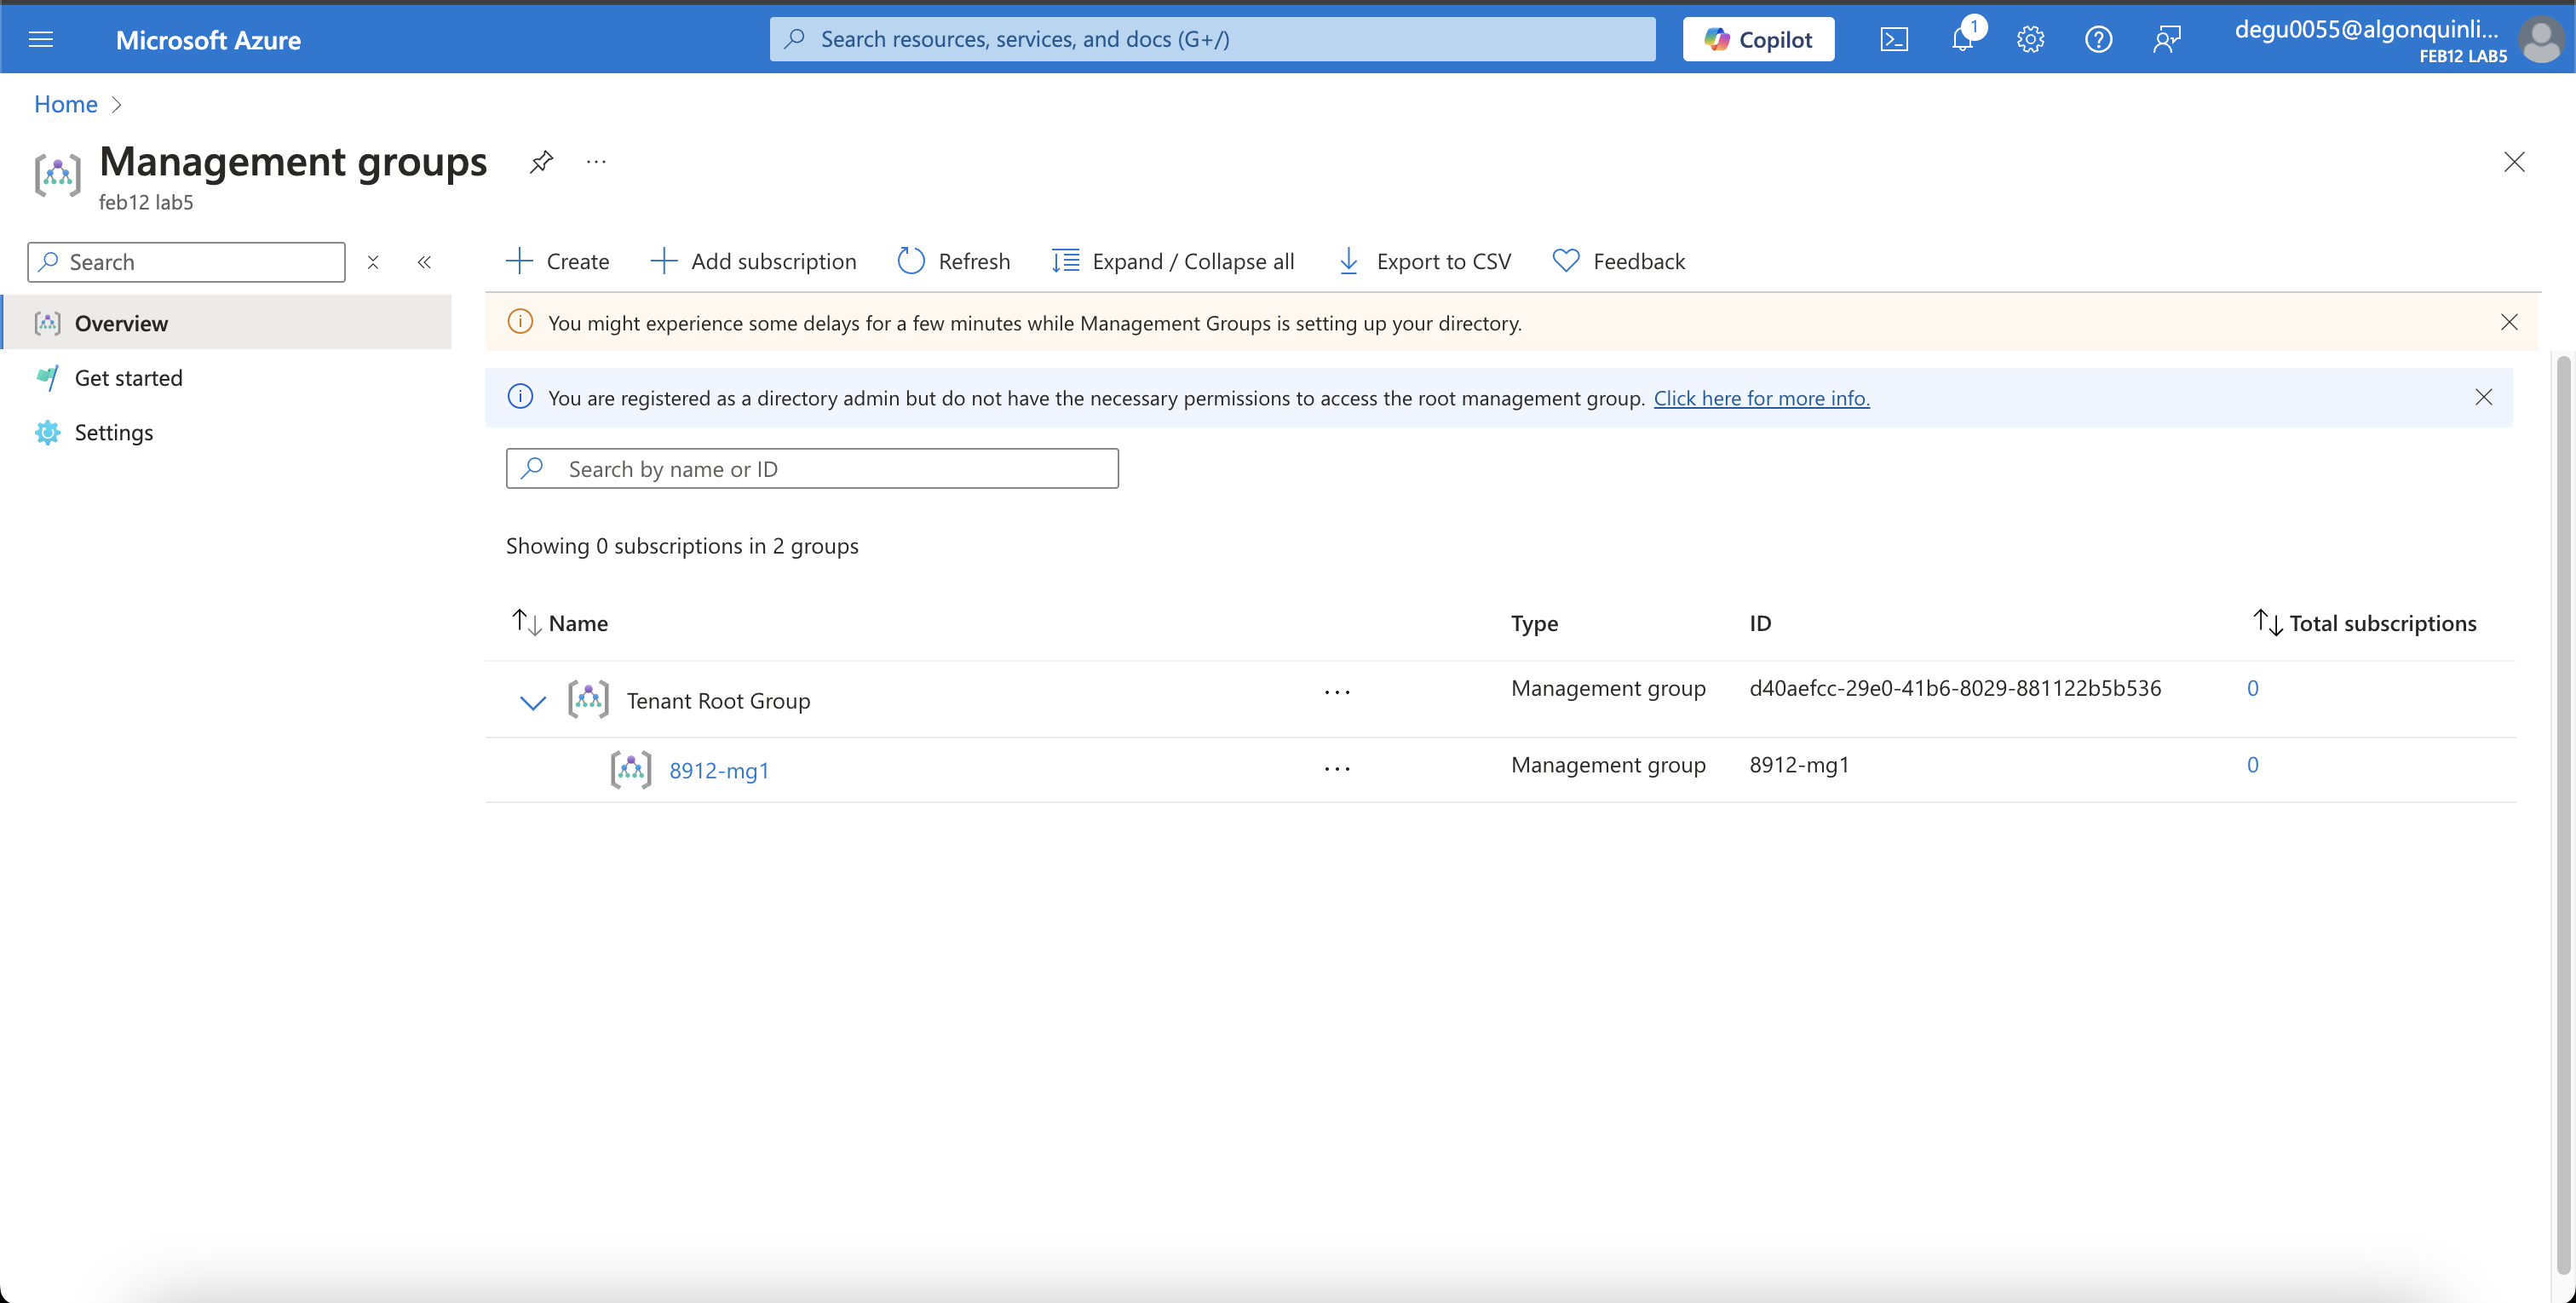 Microsoft Azure
Search resources, services, and docs (G+/)
Copilot
1
degu0055@algonquinli...
FEB12 LAB5
Home
Management groups
feb12 lab5
Search
Create
Add subscription
Refresh
Expand / Collapse all
Export to CSV
Feedback
Overview
Get started
Settings
You might experience some delays for a few minutes while Management Groups is setting up your directory.
You are registered as a directory admin but do not have the necessary permissions to access the root management group. Click here for more info.
Search by name or ID
Showing 0 subscriptions in 2 groups
Name Type ID Total subscriptions
Tenant Root Group ... Management group d40aefcc-29e0-41b6-8029-881122b5b536 0
8912-mg1 ... Management group 8912-mg1 0